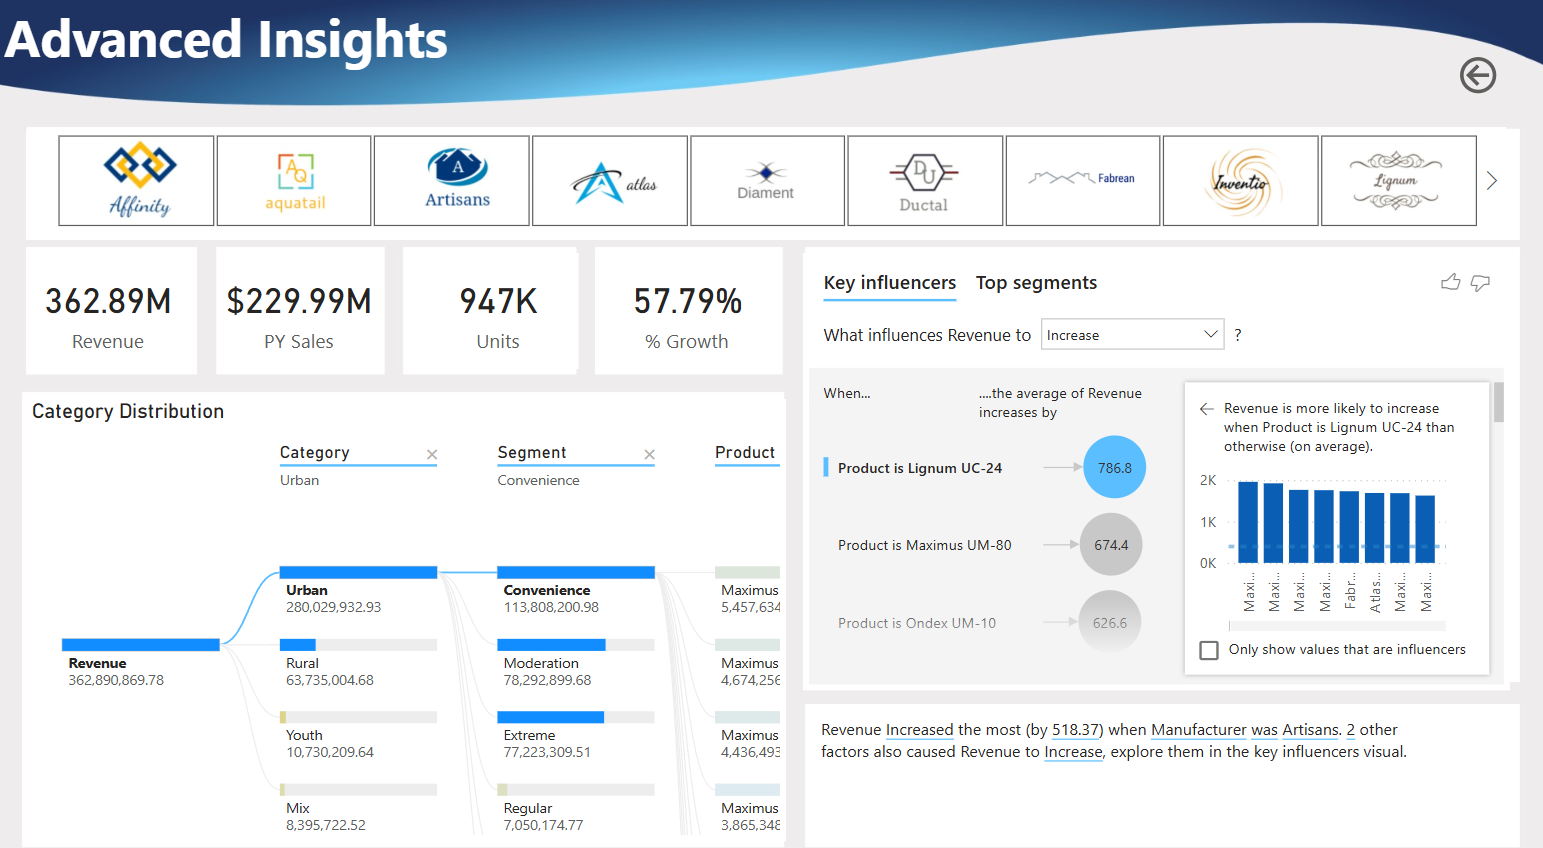 Advanced Insights
Affinity
AQ
aquatail
A
Artisans
atlas
Diament
DU
Ductal
Fabrean
Inventio
Lignum
362.89M
Revenue
$229.99M
PY Sales
947K
Units
57.79%
% Growth
Category Distribution
Category
Urban
Segment
Convenience
Product
Revenue
362,890,869.78
Urban
280,029,932.93
Rural
63,735,004.68
Youth
10,730,209.64
Mix
8,395,722.52
Convenience
113,808,200.98
Moderation
78,292,899.68
Extreme
77,223,309.51
Regular
7,050,174.77
Maximus
5,457,634
Maximus
4,674,256
Maximus
4,436,493
Maximus
3,865,348
Key influencers Top segments
What influences Revenue to Increase ?
When...
....the average of Revenue
increases by
Product is Lignum UC-24 786.8
Product is Maximus UM-80 674.4
Product is Ondex UM-10 626.6
Revenue is more likely to increase
when Product is Lignum UC-24 than
otherwise (on average).
2K
1K
0K
Maxi...
Maxi...
Maxi...
Maxi...
Fabr...
Atlas...
Maxi...
Maxi...
Only show values that are influencers
Revenue Increased the most (by 518.37) when Manufacturer was Artisans. 2 other
factors also caused Revenue to Increase, explore them in the key influencers visual.